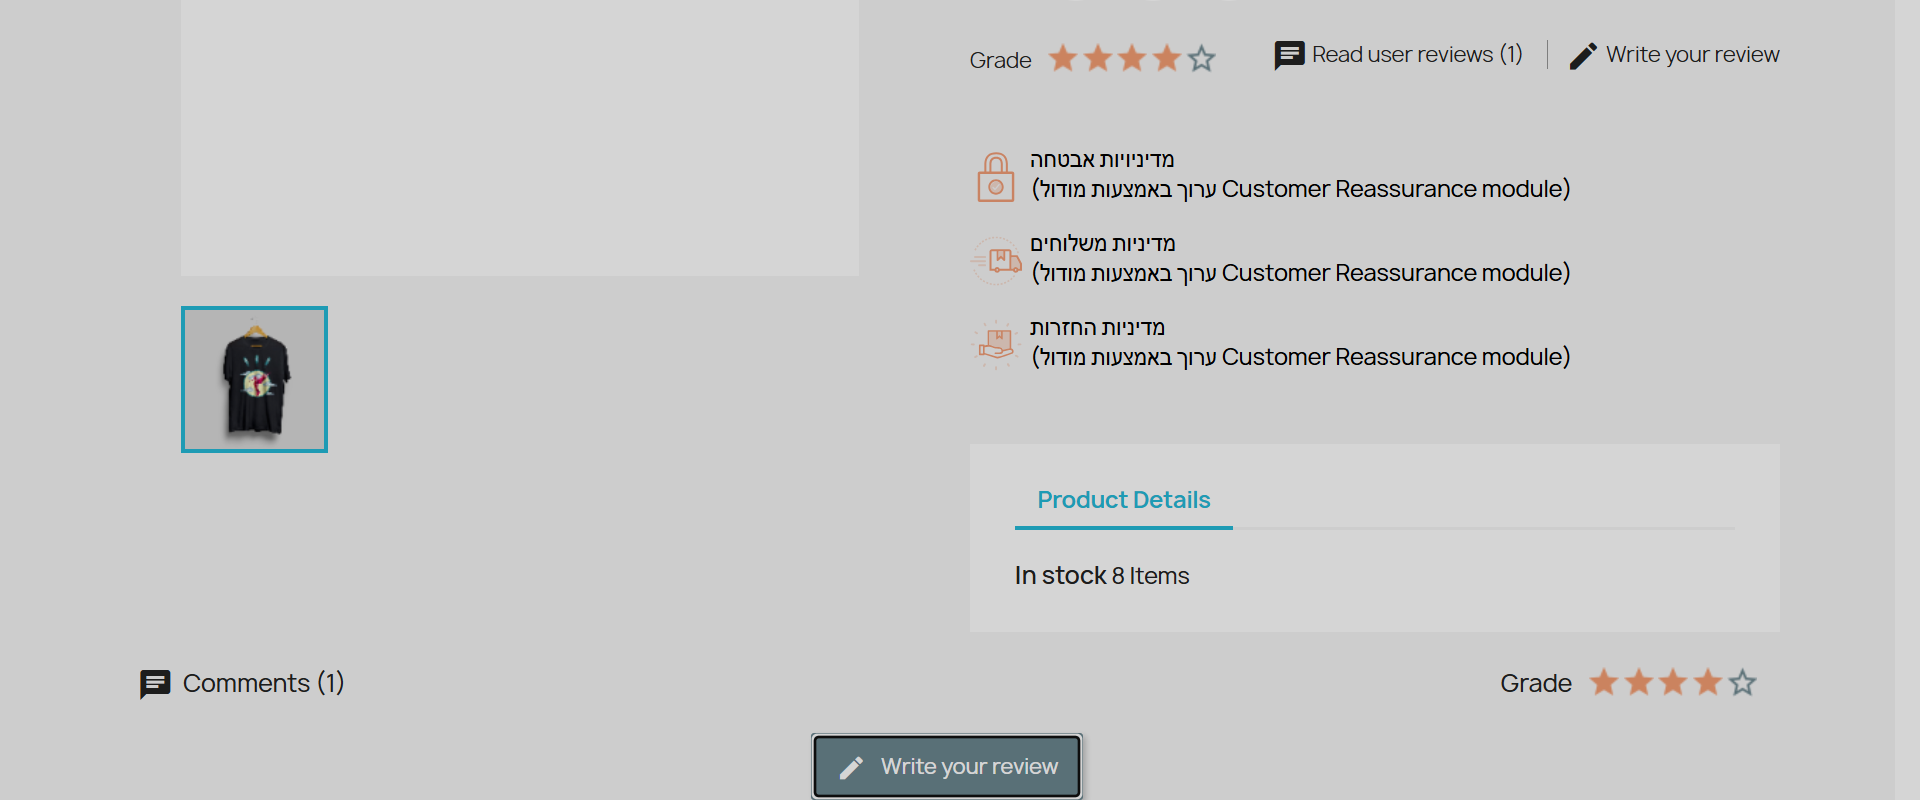 Grade
Read user reviews (1)
Write your review
מדיניויות אבטחה
(ערוך באמצעות מודול Customer Reassurance module)
מדיניות משלוחים
(ערוך באמצעות מודול Customer Reassurance module)
מדיניות החזרות
(ערוך באמצעות מודול Customer Reassurance module)
Product Details
In stock 8 Items
Comments (1)
Grade
Write your review